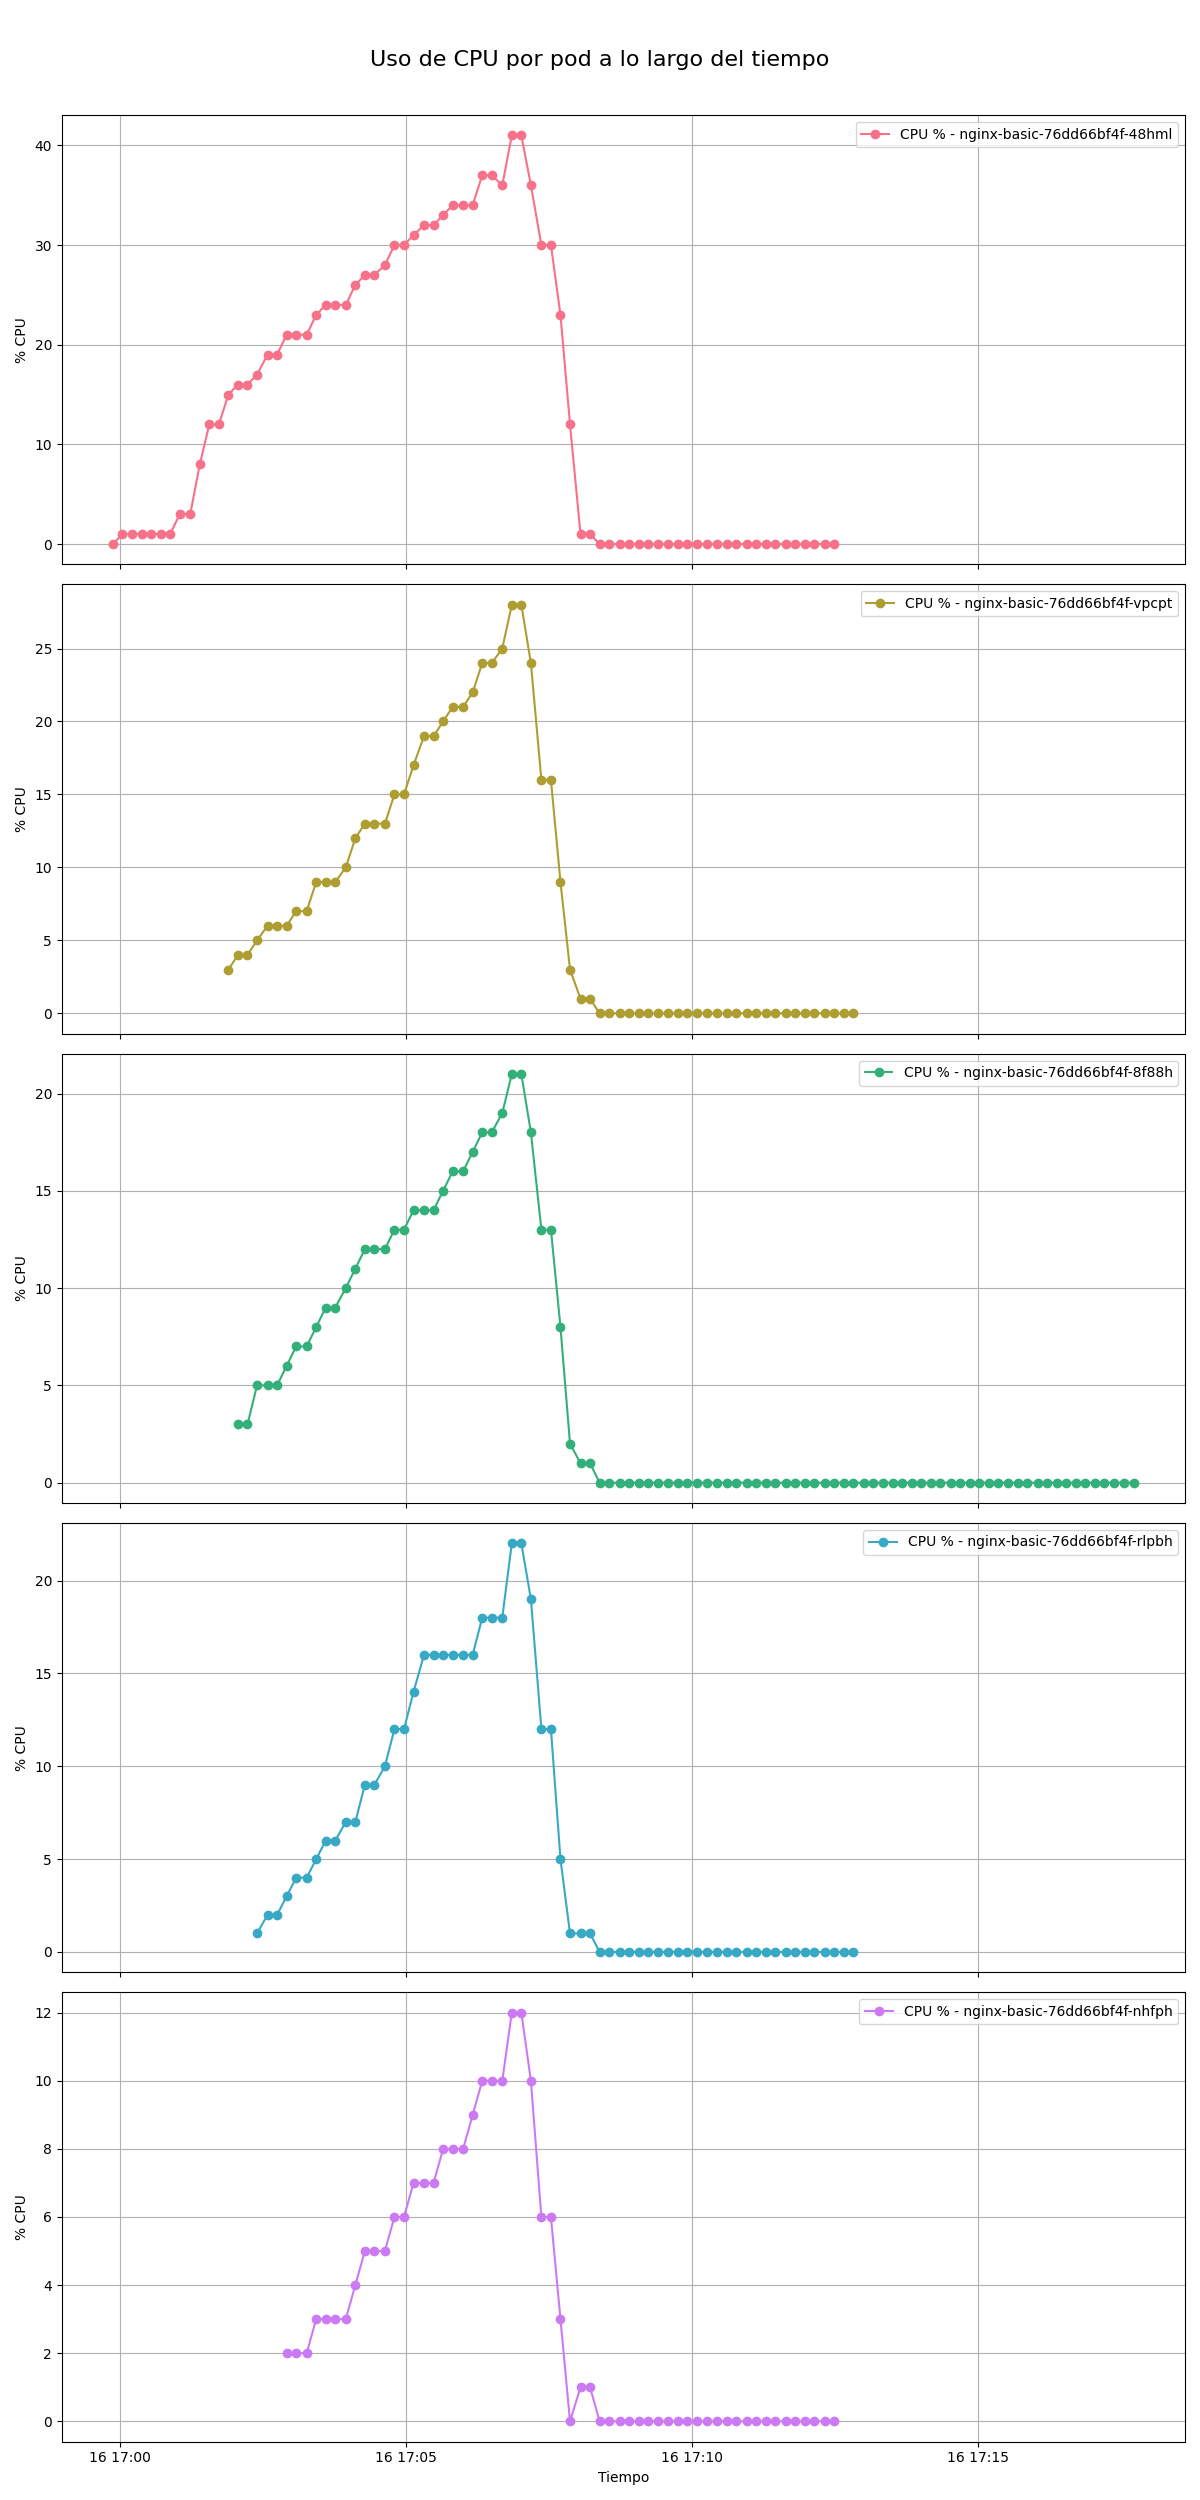 Uso de CPU por pod a lo largo del tiempo
CPU % - nginx-basic-76dd66bf4f-48hml
40
30
20
10
0
% CPU
CPU % - nginx-basic-76dd66bf4f-vpcpt
25
20
15
10
5
0
% CPU
CPU % - nginx-basic-76dd66bf4f-8f88h
20
15
10
5
0
% CPU
CPU % - nginx-basic-76dd66bf4f-rlpbh
20
15
10
5
0
% CPU
CPU % - nginx-basic-76dd66bf4f-nhfph
12
10
8
6
4
2
0
% CPU
16 17:00 16 17:05 16 17:10 16 17:15
Tiempo